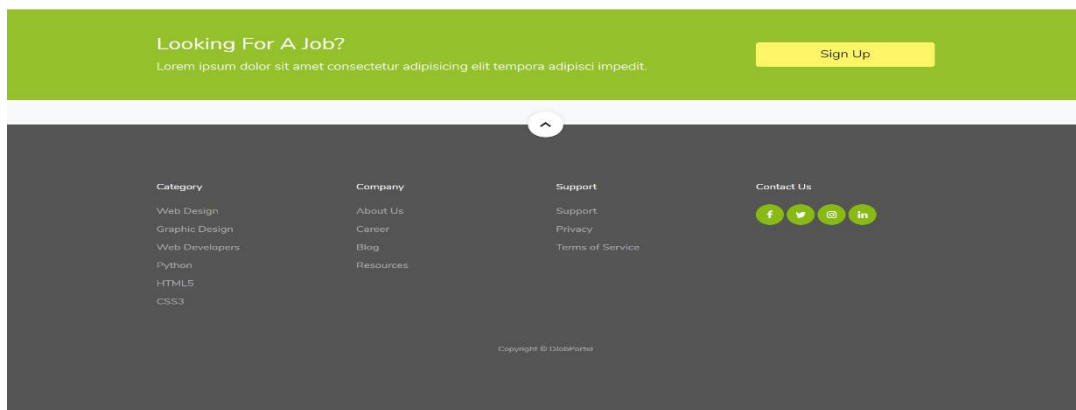 Looking For A Job?
Lorem ipsum dolor sit amet consectetur adipisicing elit tempora adipisci impedit.
Sign Up
Category
Web Design
Graphic Design
Web Developers
Python
HTML5
CSS3
Company
About Us
Career
Blog
Resources
Support
Support
Privacy
Terms of Service
Contact Us
Copyright ©